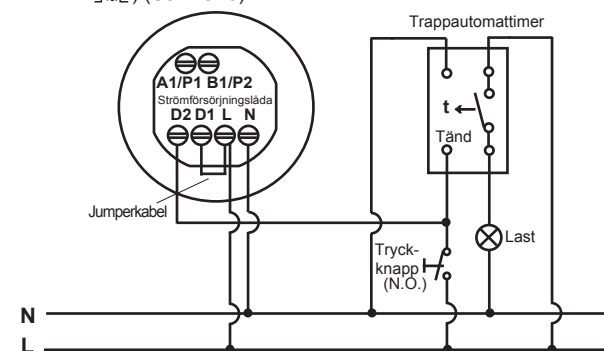 Trappautomattimer
A1/P1 B1/P2
Strömförsörjningslåda
D2 D1 L N
t
Tänd
Jumperkabel
Last
Tryck-
knapp
(N.O.)
N
L